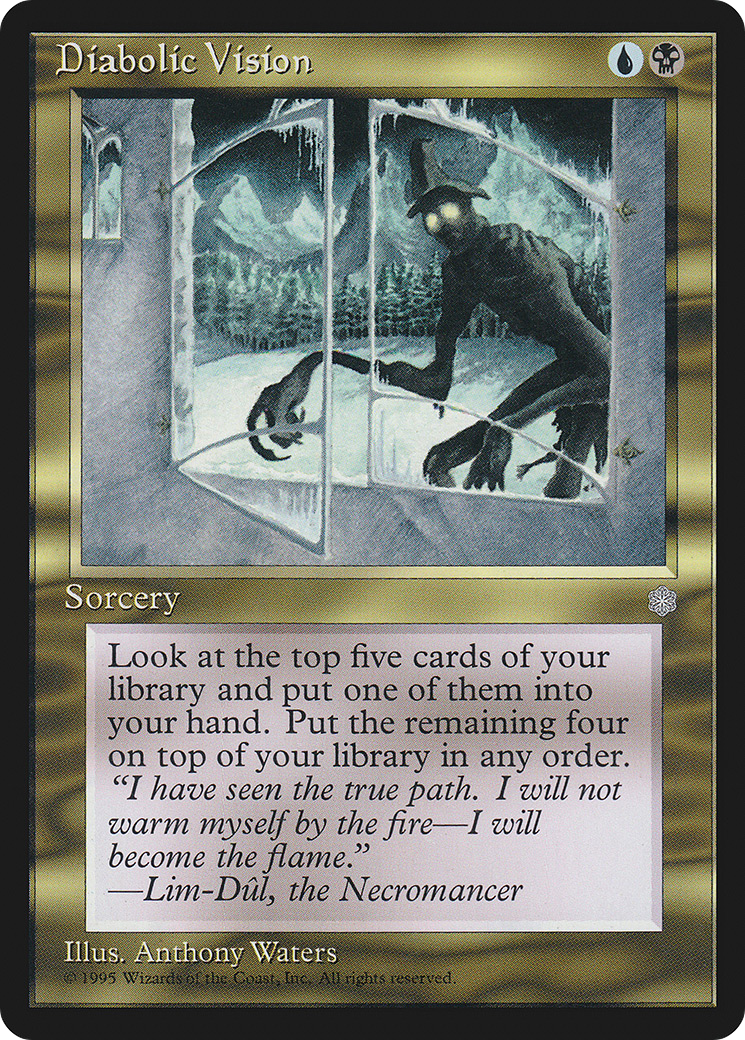 Diabolic Vision
Sorcery
Look at the top five cards of your
library and put one of them into
your hand. Put the remaining four
on top of your library in any order.
“I have seen the true path. I will not
warm myself by the fire—I will
become the flame.”
—Lim-Dûl, the Necromancer
Illus. Anthony Waters
© 1995 Wizards of the Coast, Inc. All rights reserved.